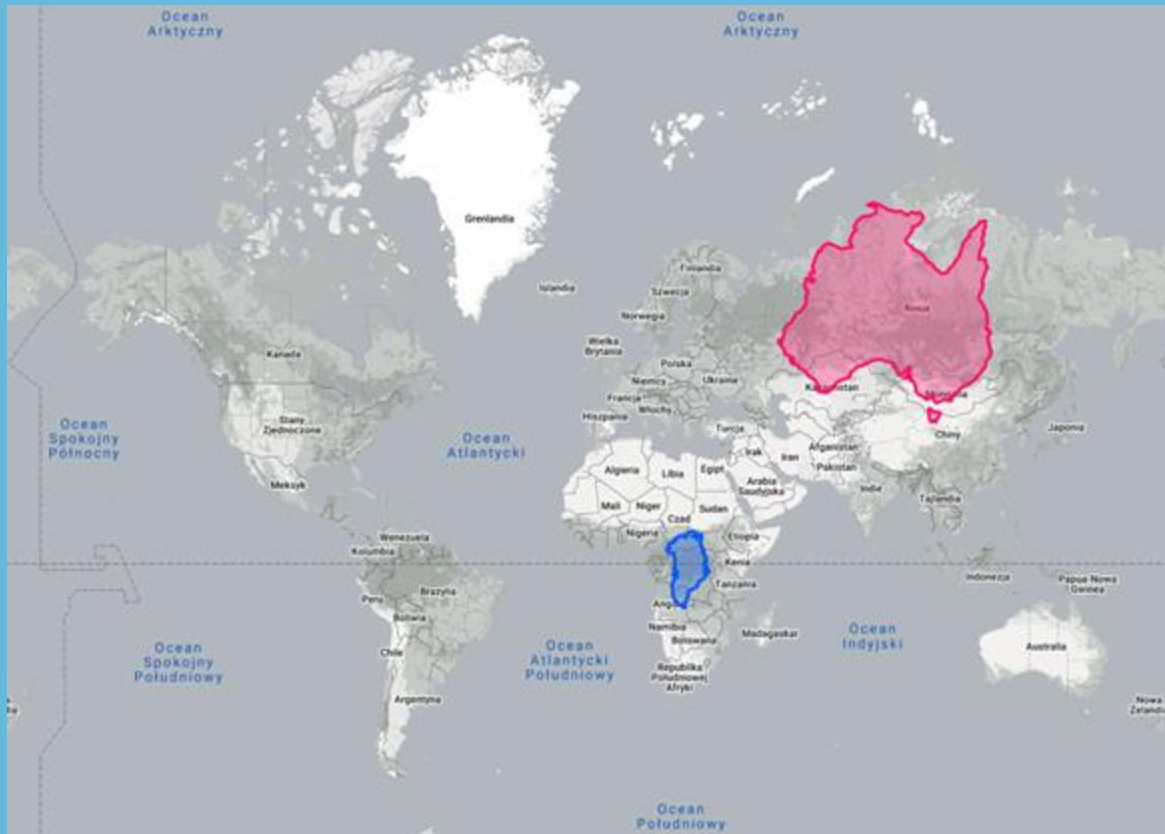 Ocean
Arktyczny
Ocean
Arktyczny
Grenlandia
Islandia
Finlandia
Szwecja
Norwegia
Rosja
Wielka
Brytania
Kanada
Polska
Niemcy
Ukraina
Francja
Włochy
Hiszpania
Kazachstan
Mongolia
Stany
Zjednoczone
Ocean
Spokojny
Północny
Ocean
Atlantycki
Turcja
Chiny
Japonia
Irak
Iran
Afganistan
Pakistan
Algieria
Libia
Egipt
Arabia
Saudyjska
Indie
Tajlandia
Meksyk
Mali
Niger
Sudan
Czad
Nigeria
Etiopia
Wenezuela
Kolumbia
Kenia
Indonezja
Papua-Nowa
Gwinea
Tanzania
Peru
Brazylia
Boliwia
Namibia
Botswana
Madagaskar
Ocean
Indyjski
Ocean
Spokojny
Południowy
Chile
Ocean
Atlantycki
Południowy
Republika
Południowej
Afryki
Australia
Argentyna
Nowa
Zelandia
Ocean
Południowy